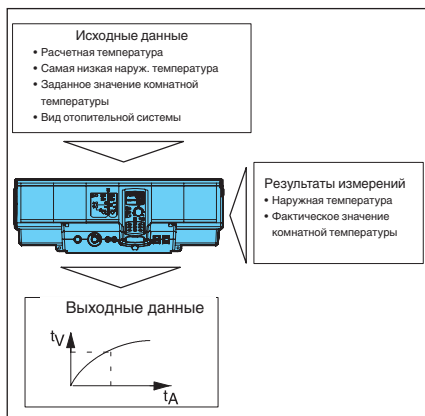 Исходные данные
• Расчетная температура
• Самая низкая наруж. температура
• Заданное значение комнатной
температуры
• Вид отопительной системы
Результаты измерений
• Наружная температура
• Фактическое значение
комнатной температуры
Выходные данные
tV
tA